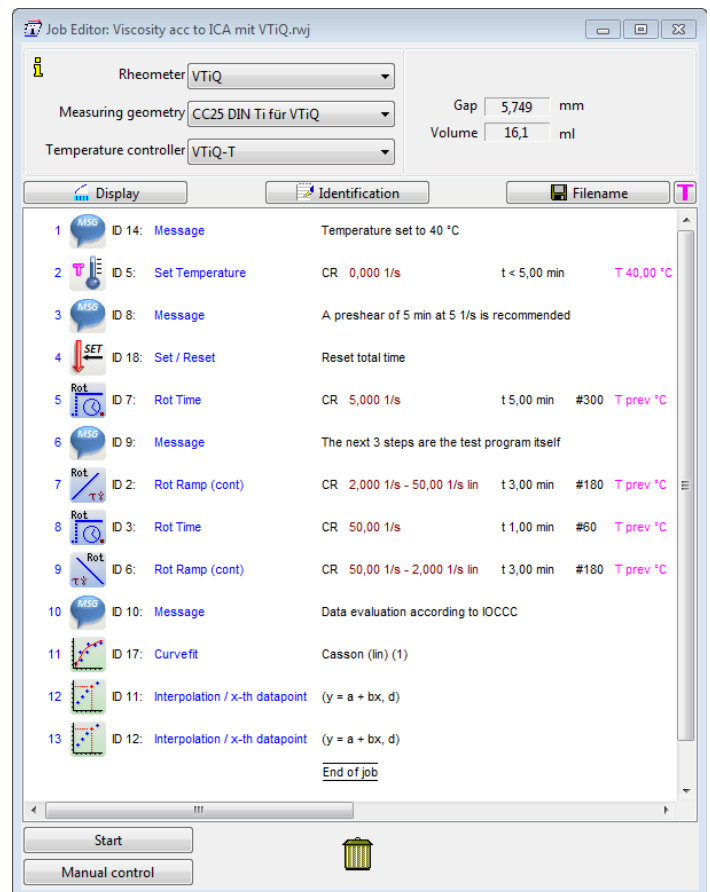 Job Editor: Viscosity acc to ICA mit VTiQ.rwj
Rheometer VTiQ
Measuring geometry CC25 DIN Ti für VTiQ
Temperature controller VTiQ-T
Gap 5,749 mm
Volume 16,1 ml
Display Identification Filename T
1 MSG ID 14: Message Temperature set to 40 °C
2 T ID 5: Set Temperature CR 0,000 1/s t < 5,00 min T 40,00 °C
3 MSG ID 8: Message A preshear of 5 min at 5 1/s is recommended
4 SET ID 18: Set / Reset Reset total time
5 Rot ID 7: Rot Time CR 5,000 1/s t 5,00 min #300 T prev °C
6 MSG ID 9: Message The next 3 steps are the test program itself
7 Rot τγ̇ ID 2: Rot Ramp (cont) CR 2,000 1/s - 50,00 1/s lin t 3,00 min #180 T prev °C
8 Rot ID 3: Rot Time CR 50,00 1/s t 1,00 min #60 T prev °C
9 Rot τγ̇ ID 6: Rot Ramp (cont) CR 50,00 1/s - 2,000 1/s lin t 3,00 min #180 T prev °C
10 MSG ID 10: Message Data evaluation according to IOCCC
11 ID 17: Curvefit Casson (lin) (1)
12 ID 11: Interpolation / x-th datapoint (y = a + bx, d)
13 ID 12: Interpolation / x-th datapoint (y = a + bx, d)
End of job
Start
Manual control